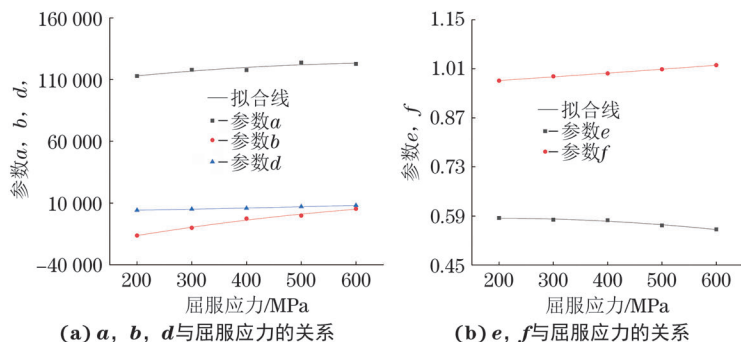 160 000
110 000
60 000
10 000
−40 000
参数a，b，d，
拟合线
参数a
参数b
参数d
200 300 400 500 600
屈服应力/MPa
(a) a，b，d与屈服应力的关系
1.15
1.01
0.87
0.73
0.59
0.45
参数e，f
拟合线
参数e
参数f
200 300 400 500 600
屈服应力/MPa
(b) e，f与屈服应力的关系